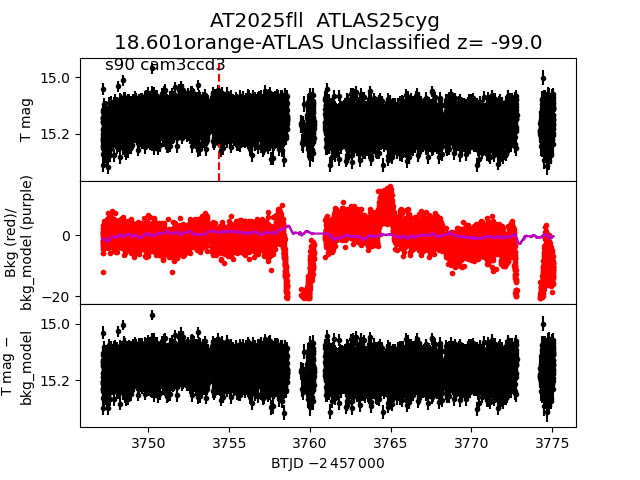 AT2025fll  ATLAS25cyg
18.601orange-ATLAS Unclassified z= -99.0
s90 cam3ccd3
15.0
15.2
T mag
0
−20
Bkg (red)/
bkg_model (purple)
15.0
15.2
T mag −
bkg_model
3750 3755 3760 3765 3770 3775
BTJD −2 457 000